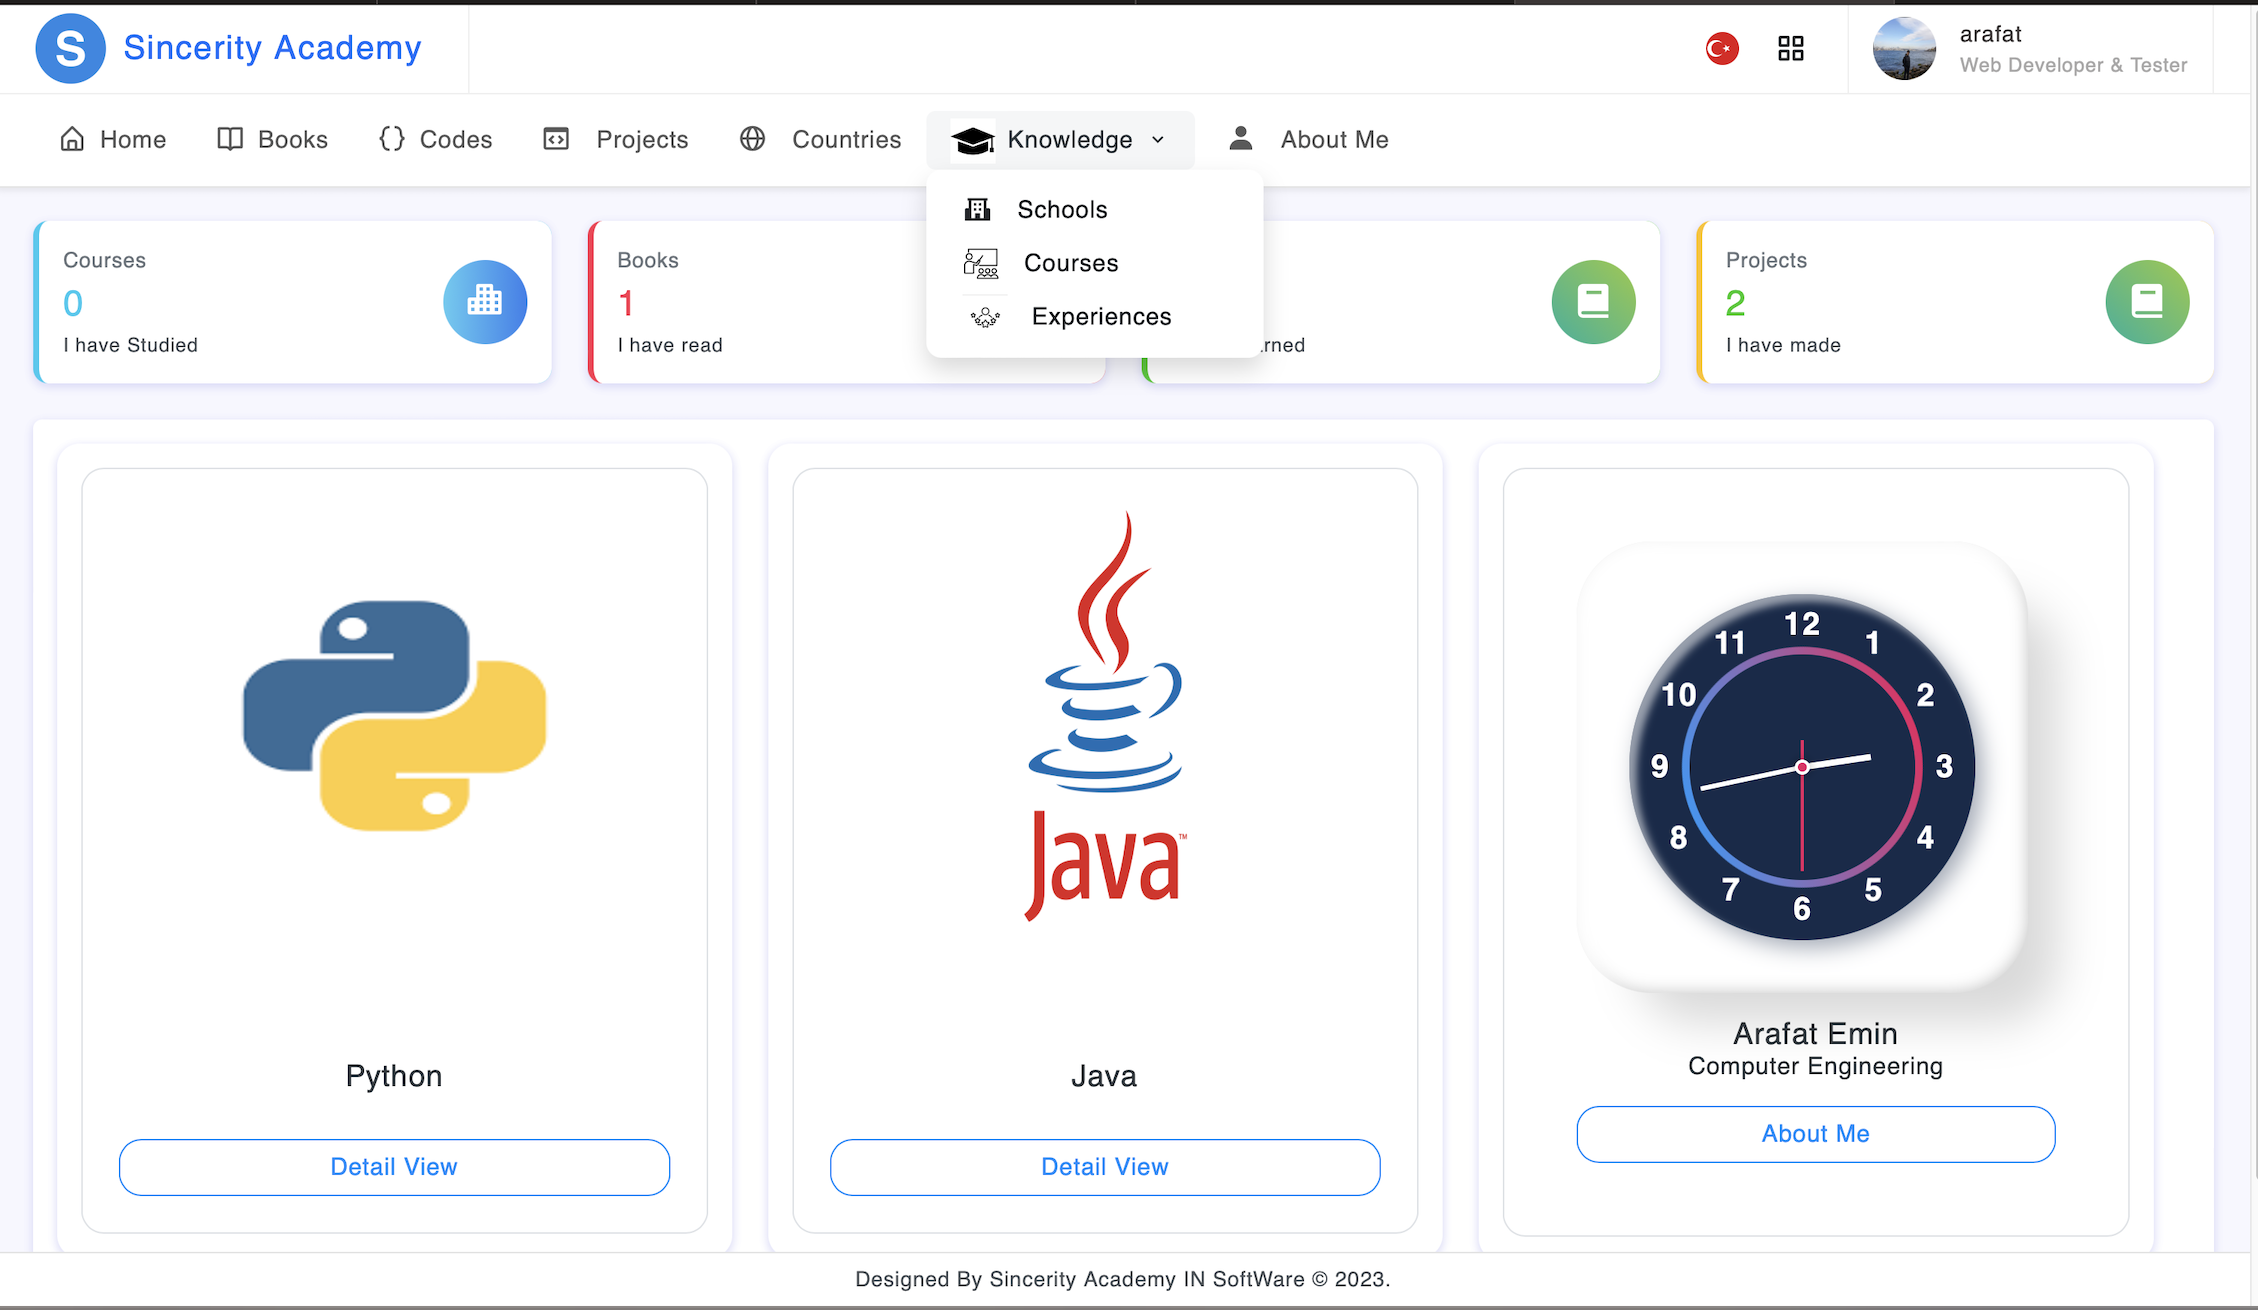 S Sincerity Academy
arafat
Web Developer & Tester
Home Books Codes Projects Countries Knowledge About Me
Schools
Courses
Experiences
Courses
0
I have Studied
Books
1
I have read
Projects
2
I have made
Python
Detail View
Java™
Java
Detail View
12
1
2
3
4
5
6
7
8
9
10
11
Arafat Emin
Computer Engineering
About Me
Designed By Sincerity Academy IN SoftWare © 2023.